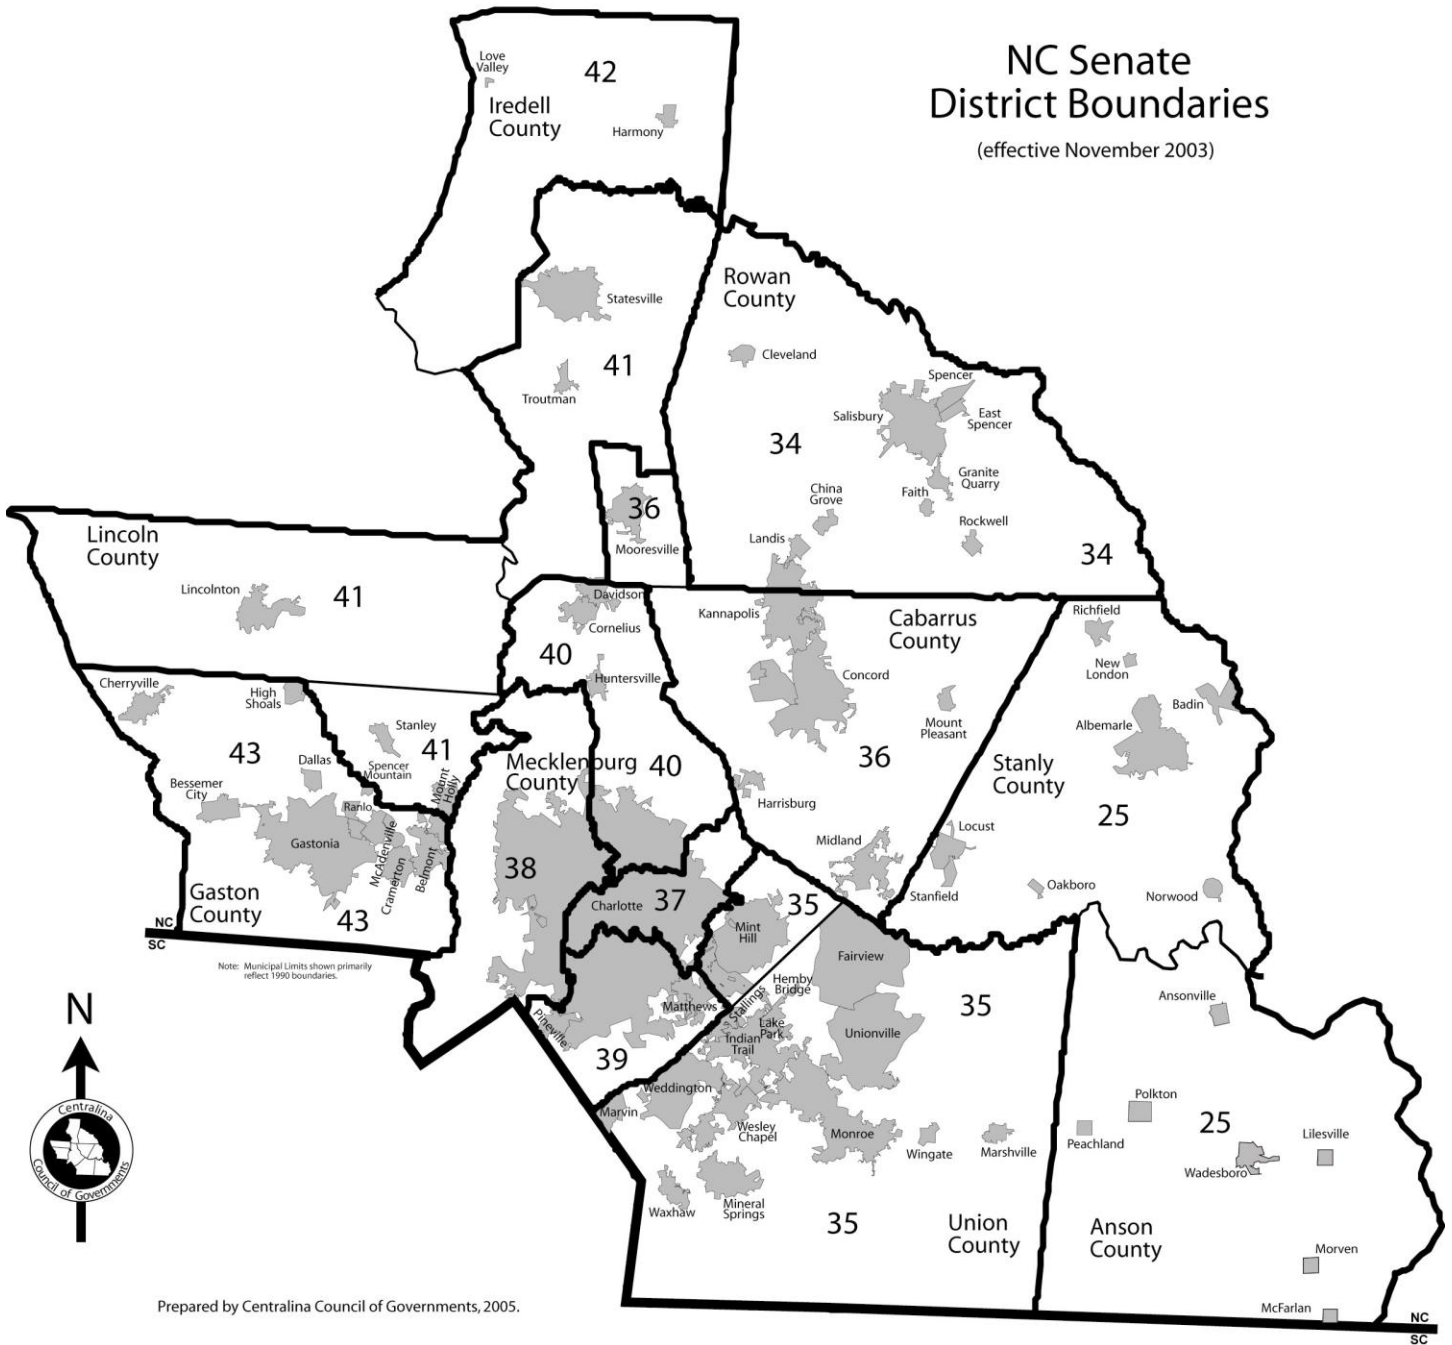 NC Senate
District Boundaries
(effective November 2003)
Love
Valley
42
Iredell
County
Harmony
Rowan
County
Statesville
Cleveland
41
Troutman
Spencer
Salisbury
East
Spencer
34
Granite
Quarry
China
Grove
Faith
36
Rockwell
Mooresville
Landis
34
Lincoln
County
Lincolnton
41
Davidson
Kannapolis
Cornelius
Cabarrus
County
Richfield
40
New
London
Huntersville
Concord
Cherryville
High
Shoals
Badin
Mount
Pleasant
Albemarle
Stanley
43
41
Dallas
Spencer
Mountain
Mount
Holly
Mecklenburg
County
40
36
Stanly
County
Bessemer
City
Ranlo
Harrisburg
25
Gastonia
McAdenville
Cramerton
Belmont
Midland
Locust
38
Gaston
County
43
Charlotte
37
35
Stanfield
Oakboro
Norwood
NC
SC
Mint
Hill
Note: Municipal Limits shown primarily
reflect 1990 boundaries.
Fairview
Hemby
Bridge
Stallings
Matthews
35
Ansonville
N
Pineville
Lake
Park
Indian
Trail
Unionville
39
Weddington
Marvin
Polkton
Centralina
Council of Governments
Wesley
Chapel
Monroe
Wingate
Marshville
Peachland
25
Lilesville
Wadesboro
Waxhaw
Mineral
Springs
35
Union
County
Anson
County
Morven
Prepared by Centralina Council of Governments, 2005.
McFarlan
NC
SC